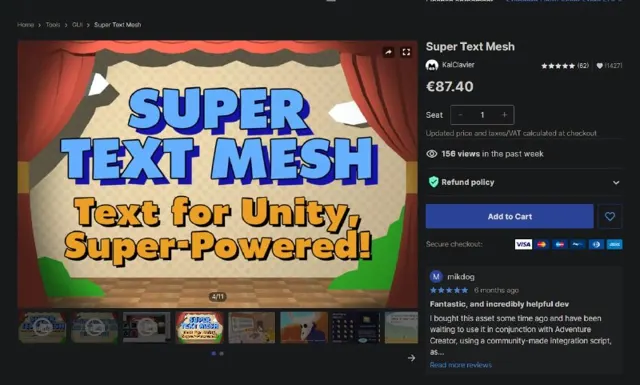 Home > Tools > GUI > Super Text Mesh
SUPER
TEXT MESH
Text for Unity,
Super-Powered!
4/11
Super Text Mesh
KaiClavier
(82)
(1427)
€87.40
Seat
- 1 +
Updated price and taxes/VAT calculated at checkout
156 views in the past week
Refund policy
Add to Cart
Secure checkout:
VISA
M
mikdog
6 months ago
Fantastic, and incredibly helpful dev
I bought this asset some time ago and have been
waiting to use it in conjunction with Adventure
Creator, using a community-made integration script,
as...
Read more reviews